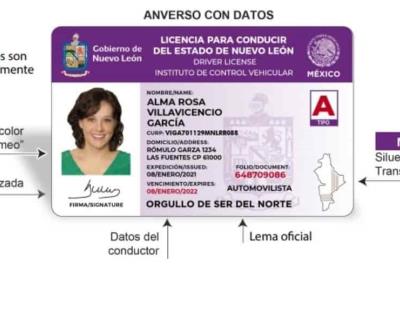 ANVERSO CON DATOS
s son
mente
color
meo"
zada
Gobierno de
Nuevo León
LICENCIA PARA CONDUCIR
DEL ESTADO DE NUEVO LEÓN
DRIVER LICENSE
INSTITUTO DE CONTROL VEHICULAR
MÉXICO
NOMBRE/NAME:
ALMA ROSA
VILLAVICENCIO
GARCÍA
CURP: VIGA701129MNLRR088
DOMICILIO/ADDRESS:
RÓMULO GARZA 1234
LAS FUENTES CP 61000
EXPEDICIÓN/ISSUED:
08/ENERO/2021
VENCIMIENTO/EXPIRES:
08/ENERO/2022
FOLIO/DOCUMENT:
648709086
AUTOMOVILISTA
A
TIPO
FIRMA/SIGNATURE
ORGULLO DE SER DEL NORTE
Silue
Trans
Datos del
conductor
Lema oficial